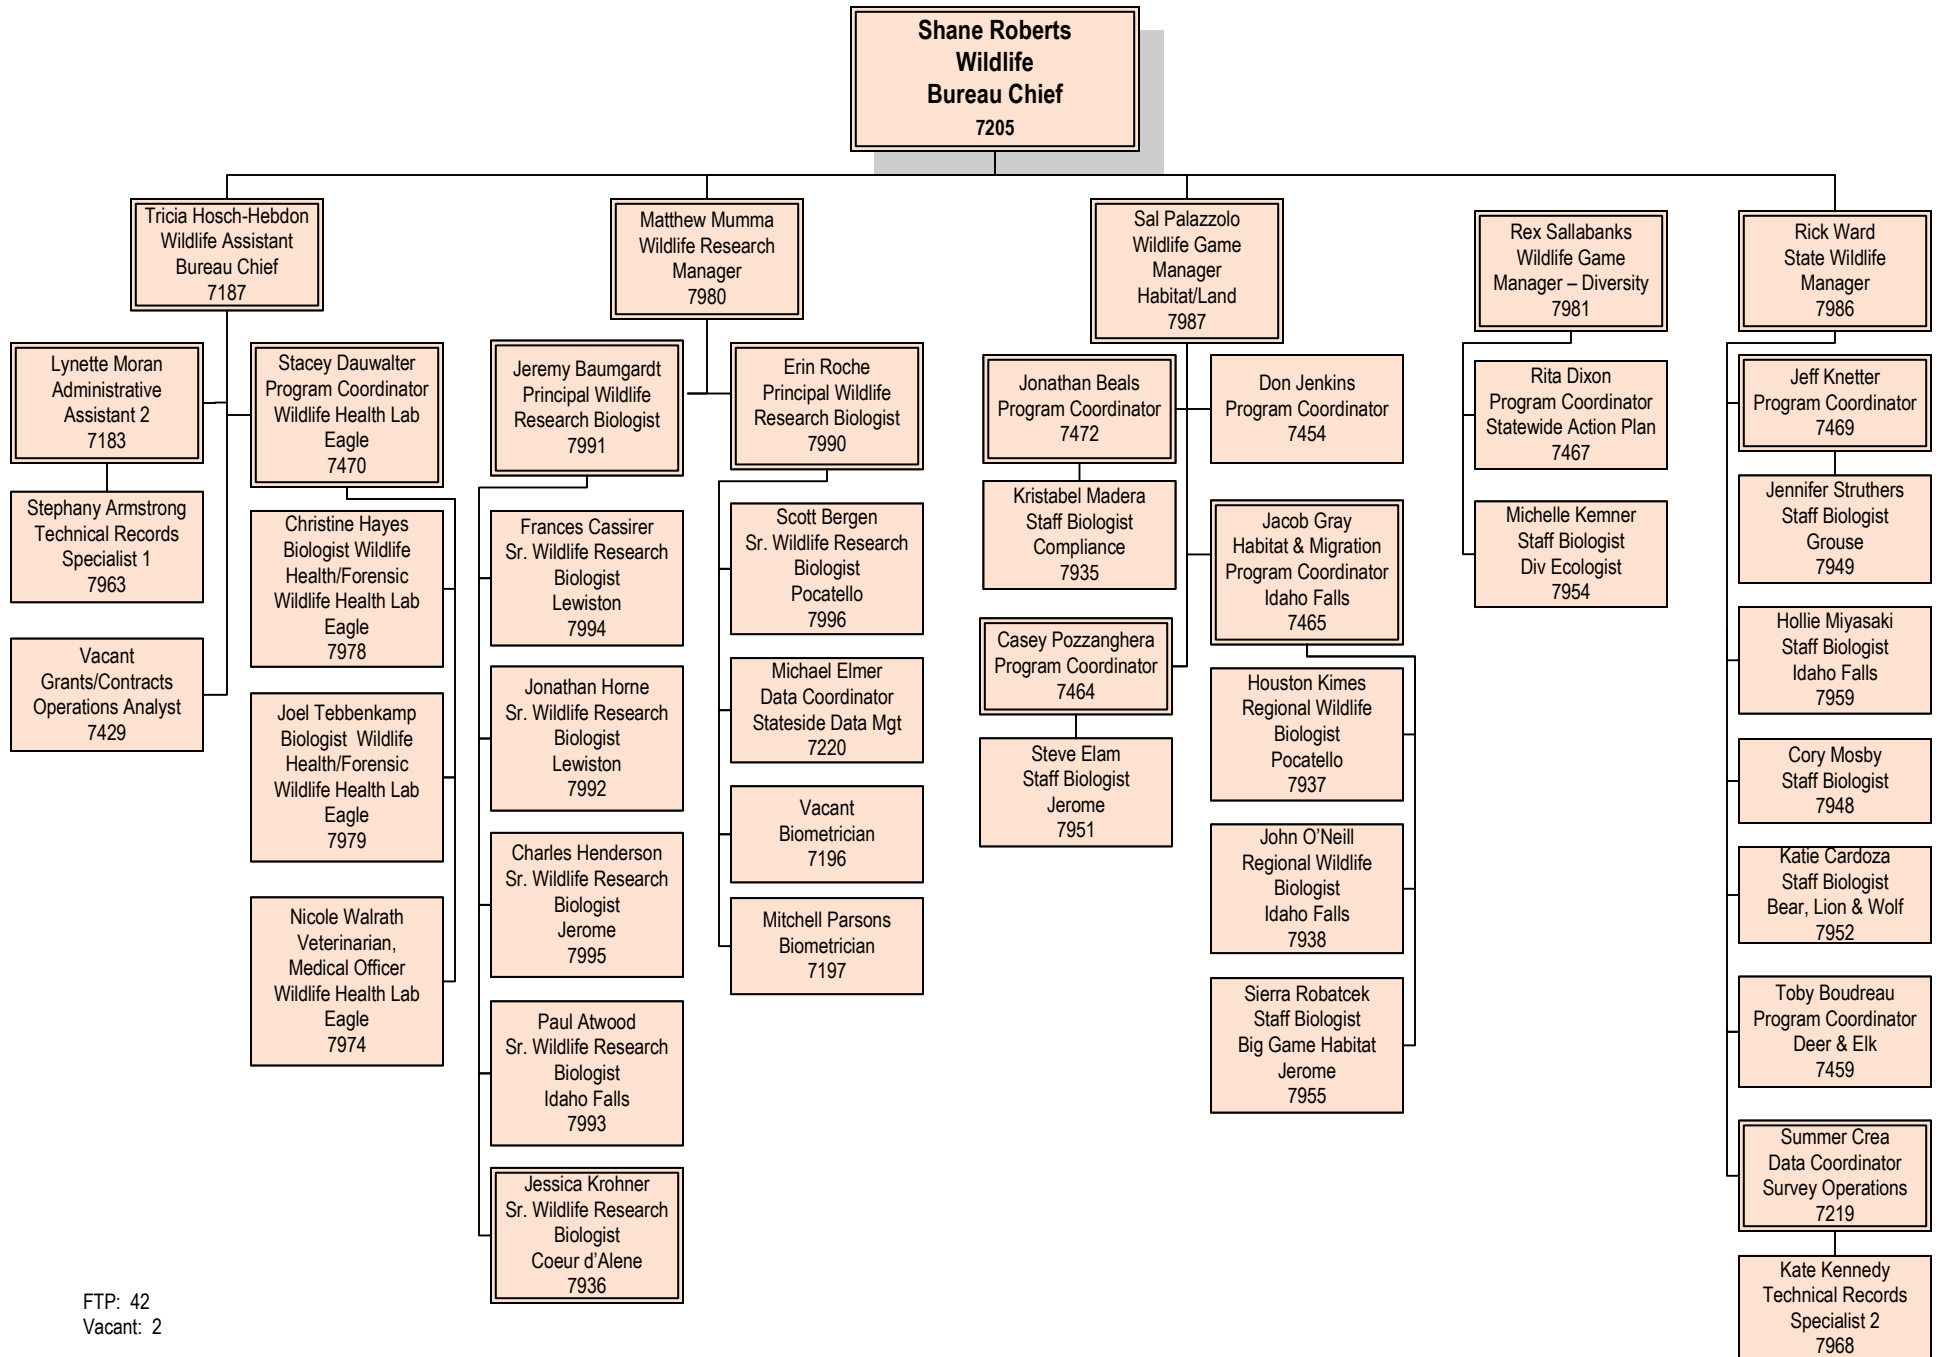 Shane Roberts
Wildlife
Bureau Chief
7205
Tricia Hosch-Hebdon
Wildlife Assistant
Bureau Chief
7187
Matthew Mumma
Wildlife Research
Manager
7980
Sal Palazzolo
Wildlife Game
Manager
Habitat/Land
7987
Rex Sallabanks
Wildlife Game
Manager – Diversity
7981
Rick Ward
State Wildlife
Manager
7986
Lynette Moran
Administrative
Assistant 2
7183
Stephany Armstrong
Technical Records
Specialist 1
7963
Vacant
Grants/Contracts
Operations Analyst
7429
Stacey Dauwalter
Program Coordinator
Wildlife Health Lab
Eagle
7470
Christine Hayes
Biologist Wildlife
Health/Forensic
Wildlife Health Lab
Eagle
7978
Joel Tebbenkamp
Biologist  Wildlife
Health/Forensic
Wildlife Health Lab
Eagle
7979
Nicole Walrath
Veterinarian,
Medical Officer
Wildlife Health Lab
Eagle
7974
Jeremy Baumgardt
Principal Wildlife
Research Biologist
7991
Frances Cassirer
Sr. Wildlife Research
Biologist
Lewiston
7994
Jonathan Horne
Sr. Wildlife Research
Biologist
Lewiston
7992
Charles Henderson
Sr. Wildlife Research
Biologist
Jerome
7995
Paul Atwood
Sr. Wildlife Research
Biologist
Idaho Falls
7993
Jessica Krohner
Sr. Wildlife Research
Biologist
Coeur d’Alene
7936
Erin Roche
Principal Wildlife
Research Biologist
7990
Scott Bergen
Sr. Wildlife Research
Biologist
Pocatello
7996
Michael Elmer
Data Coordinator
Stateside Data Mgt
7220
Vacant
Biometrician
7196
Mitchell Parsons
Biometrician
7197
Jonathan Beals
Program Coordinator
7472
Kristabel Madera
Staff Biologist
Compliance
7935
Casey Pozzanghera
Program Coordinator
7464
Steve Elam
Staff Biologist
Jerome
7951
Don Jenkins
Program Coordinator
7454
Jacob Gray
Habitat & Migration
Program Coordinator
Idaho Falls
7465
Houston Kimes
Regional Wildlife
Biologist
Pocatello
7937
John O’Neill
Regional Wildlife
Biologist
Idaho Falls
7938
Sierra Robatcek
Staff Biologist
Big Game Habitat
Jerome
7955
Rita Dixon
Program Coordinator
Statewide Action Plan
7467
Michelle Kemner
Staff Biologist
Div Ecologist
7954
Jeff Knetter
Program Coordinator
7469
Jennifer Struthers
Staff Biologist
Grouse
7949
Hollie Miyasaki
Staff Biologist
Idaho Falls
7959
Cory Mosby
Staff Biologist
7948
Katie Cardoza
Staff Biologist
Bear, Lion & Wolf
7952
Toby Boudreau
Program Coordinator
Deer & Elk
7459
Summer Crea
Data Coordinator
Survey Operations
7219
Kate Kennedy
Technical Records
Specialist 2
7968
FTP:  42
Vacant:  2